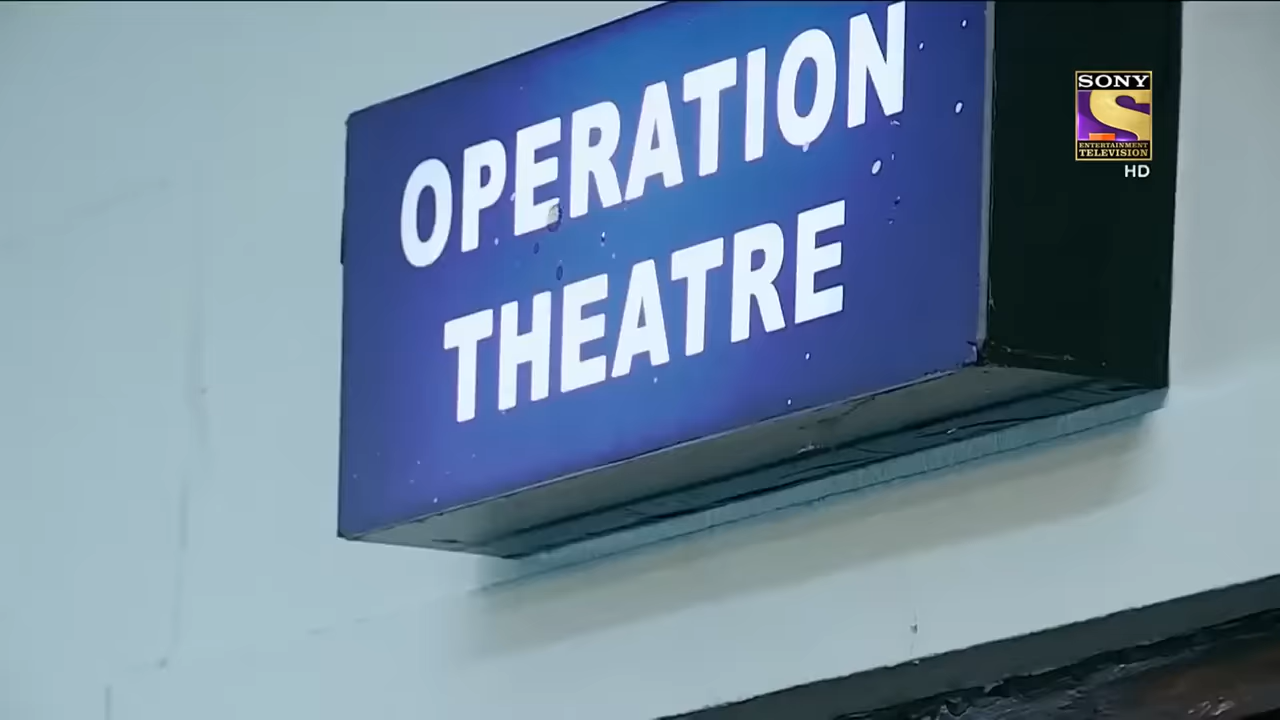 OPERATION
THEATRE
SONY
ENTERTAINMENT
TELEVISION
HD